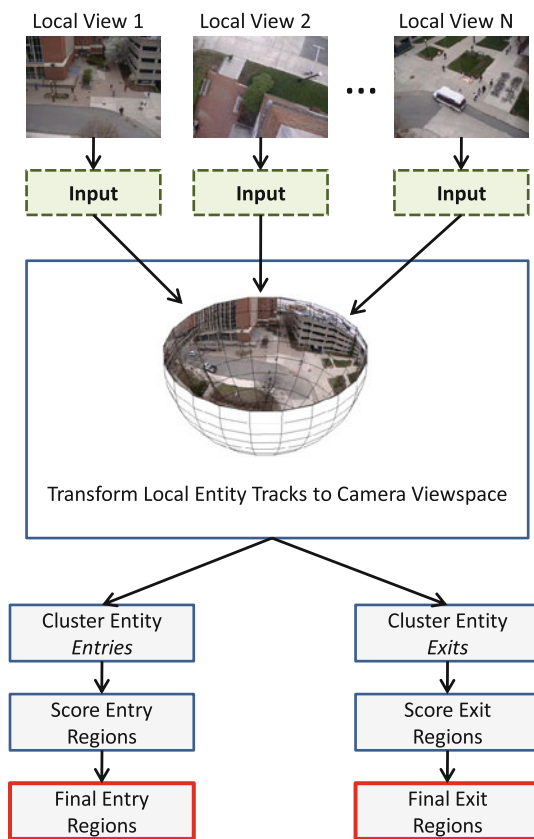 Local View 1
Local View 2
Local View N
...
Input
Input
Input
Transform Local Entity Tracks to Camera Viewspace
Cluster Entity
Entries
Cluster Entity
Exits
Score Entry
Regions
Score Exit
Regions
Final Entry
Regions
Final Exit
Regions